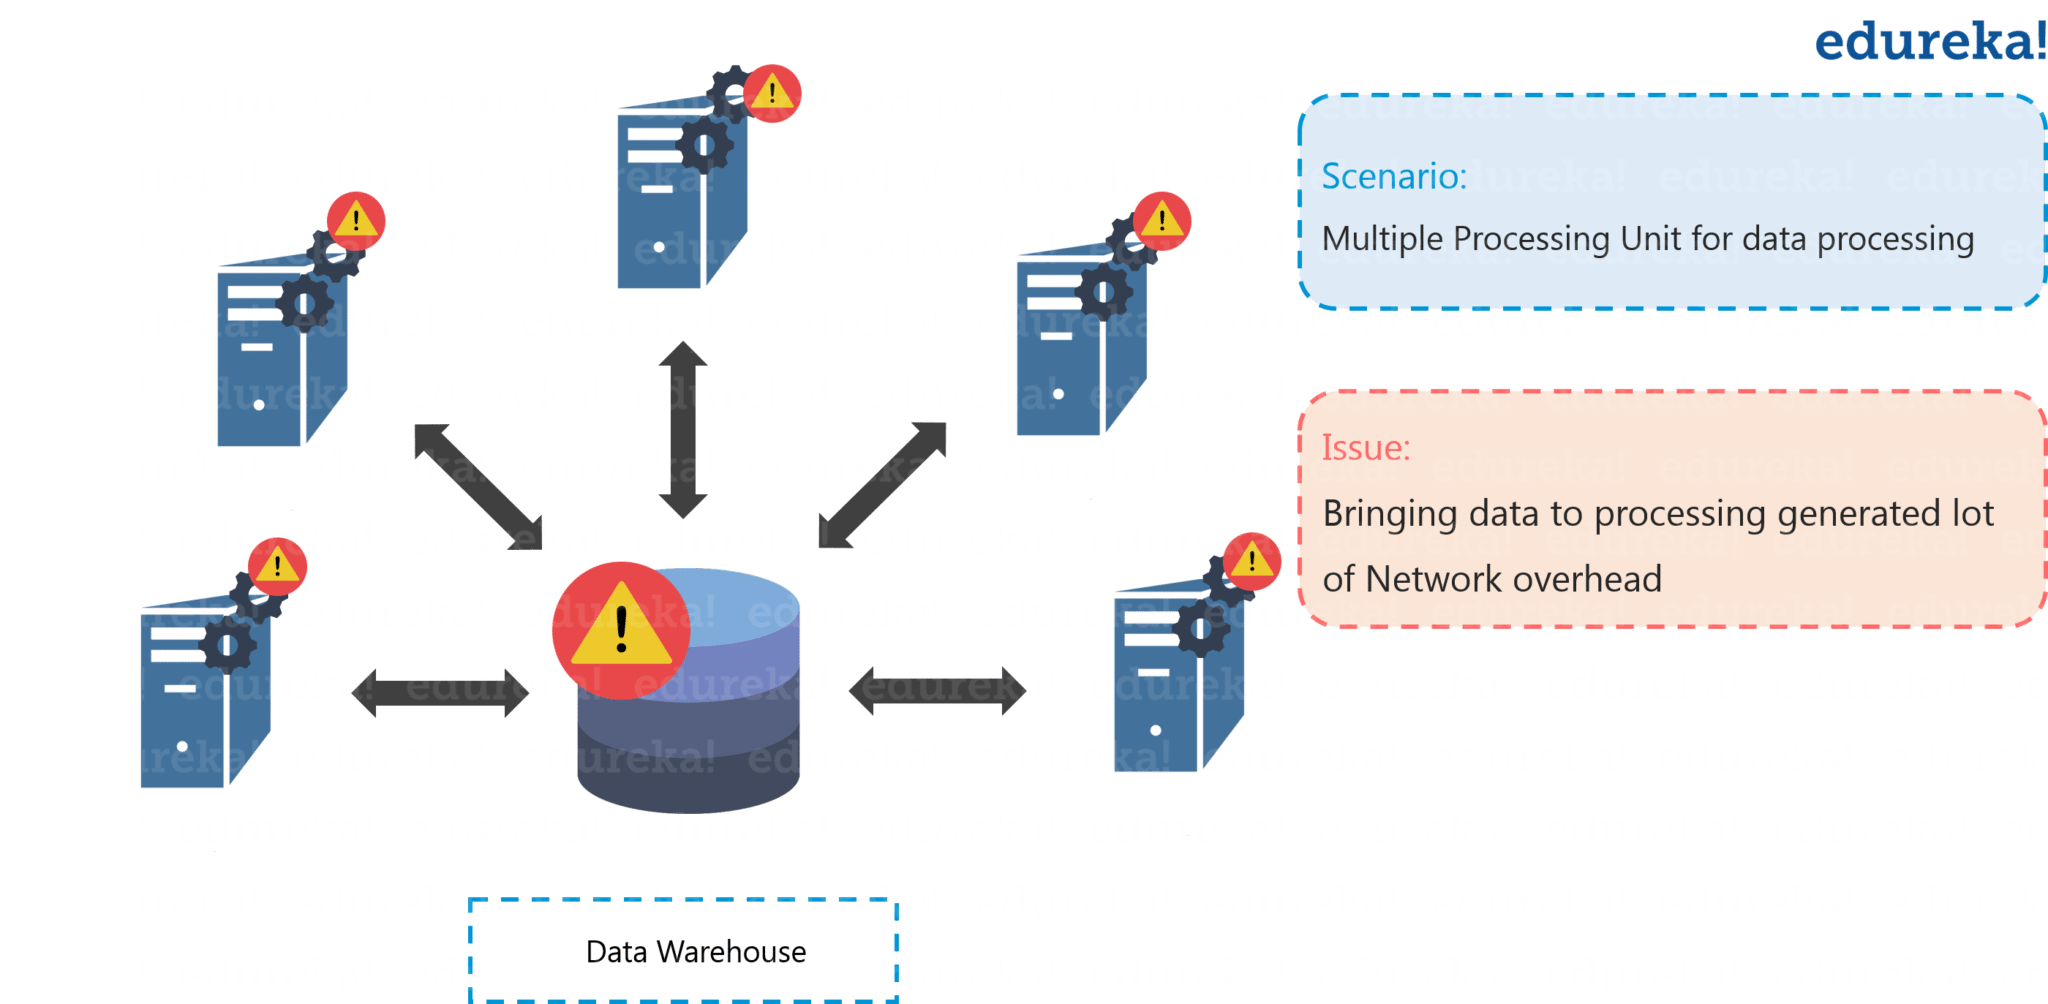 edureka!
Scenario:
Multiple Processing Unit for data processing
Issue:
Bringing data to processing generated lot
of Network overhead
Data Warehouse